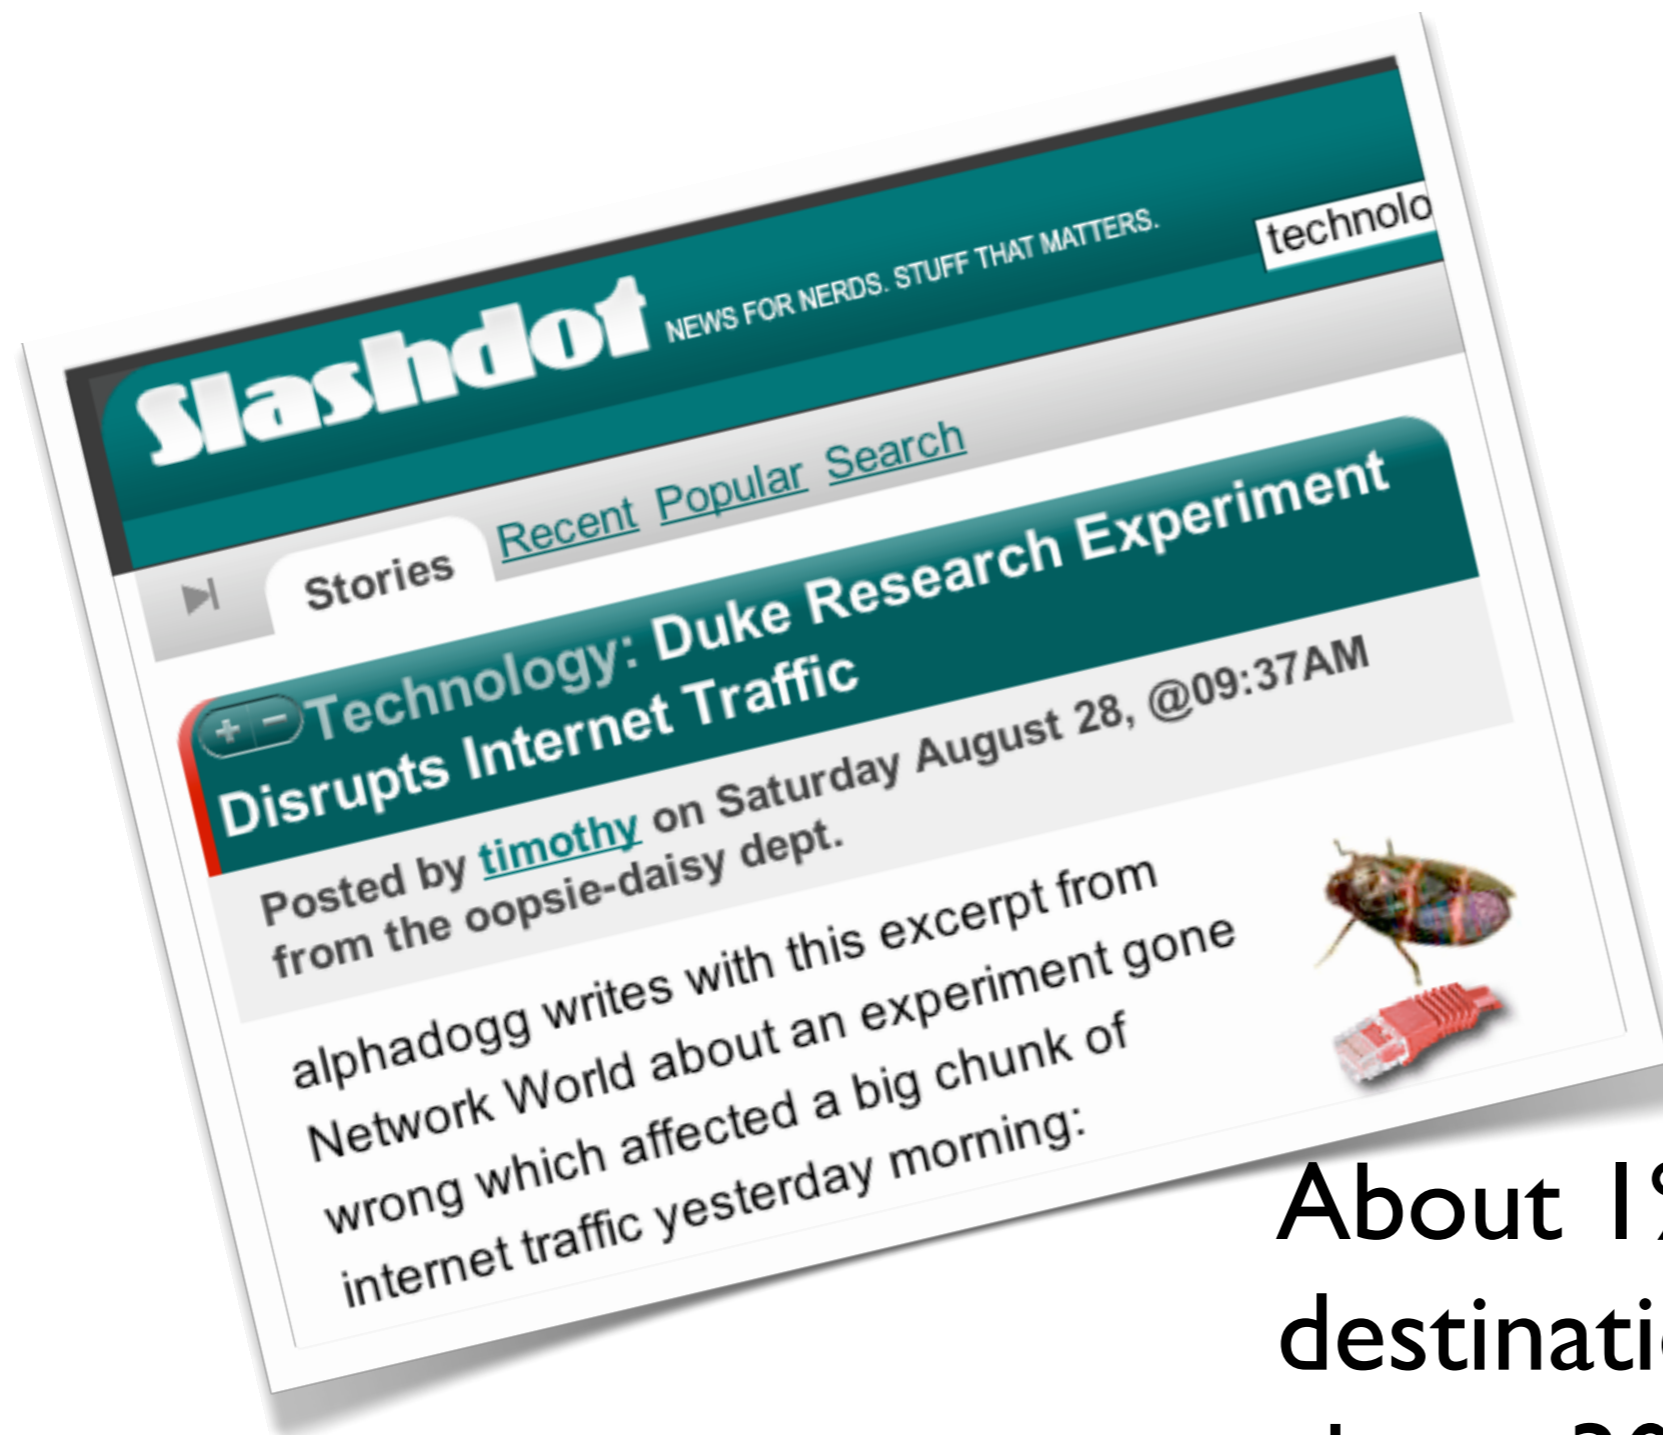 Slashdot NEWS FOR NERDS. STUFF THAT MATTERS.
technolo
Stories Recent Popular Search
Technology: Duke Research Experiment
Disrupts Internet Traffic
Posted by timothy on Saturday August 28, @09:37AM
from the oopsie-daisy dept.
alphadogg writes with this excerpt from
Network World about an experiment gone
wrong which affected a big chunk of
internet traffic yesterday morning:
About 1%
destinati